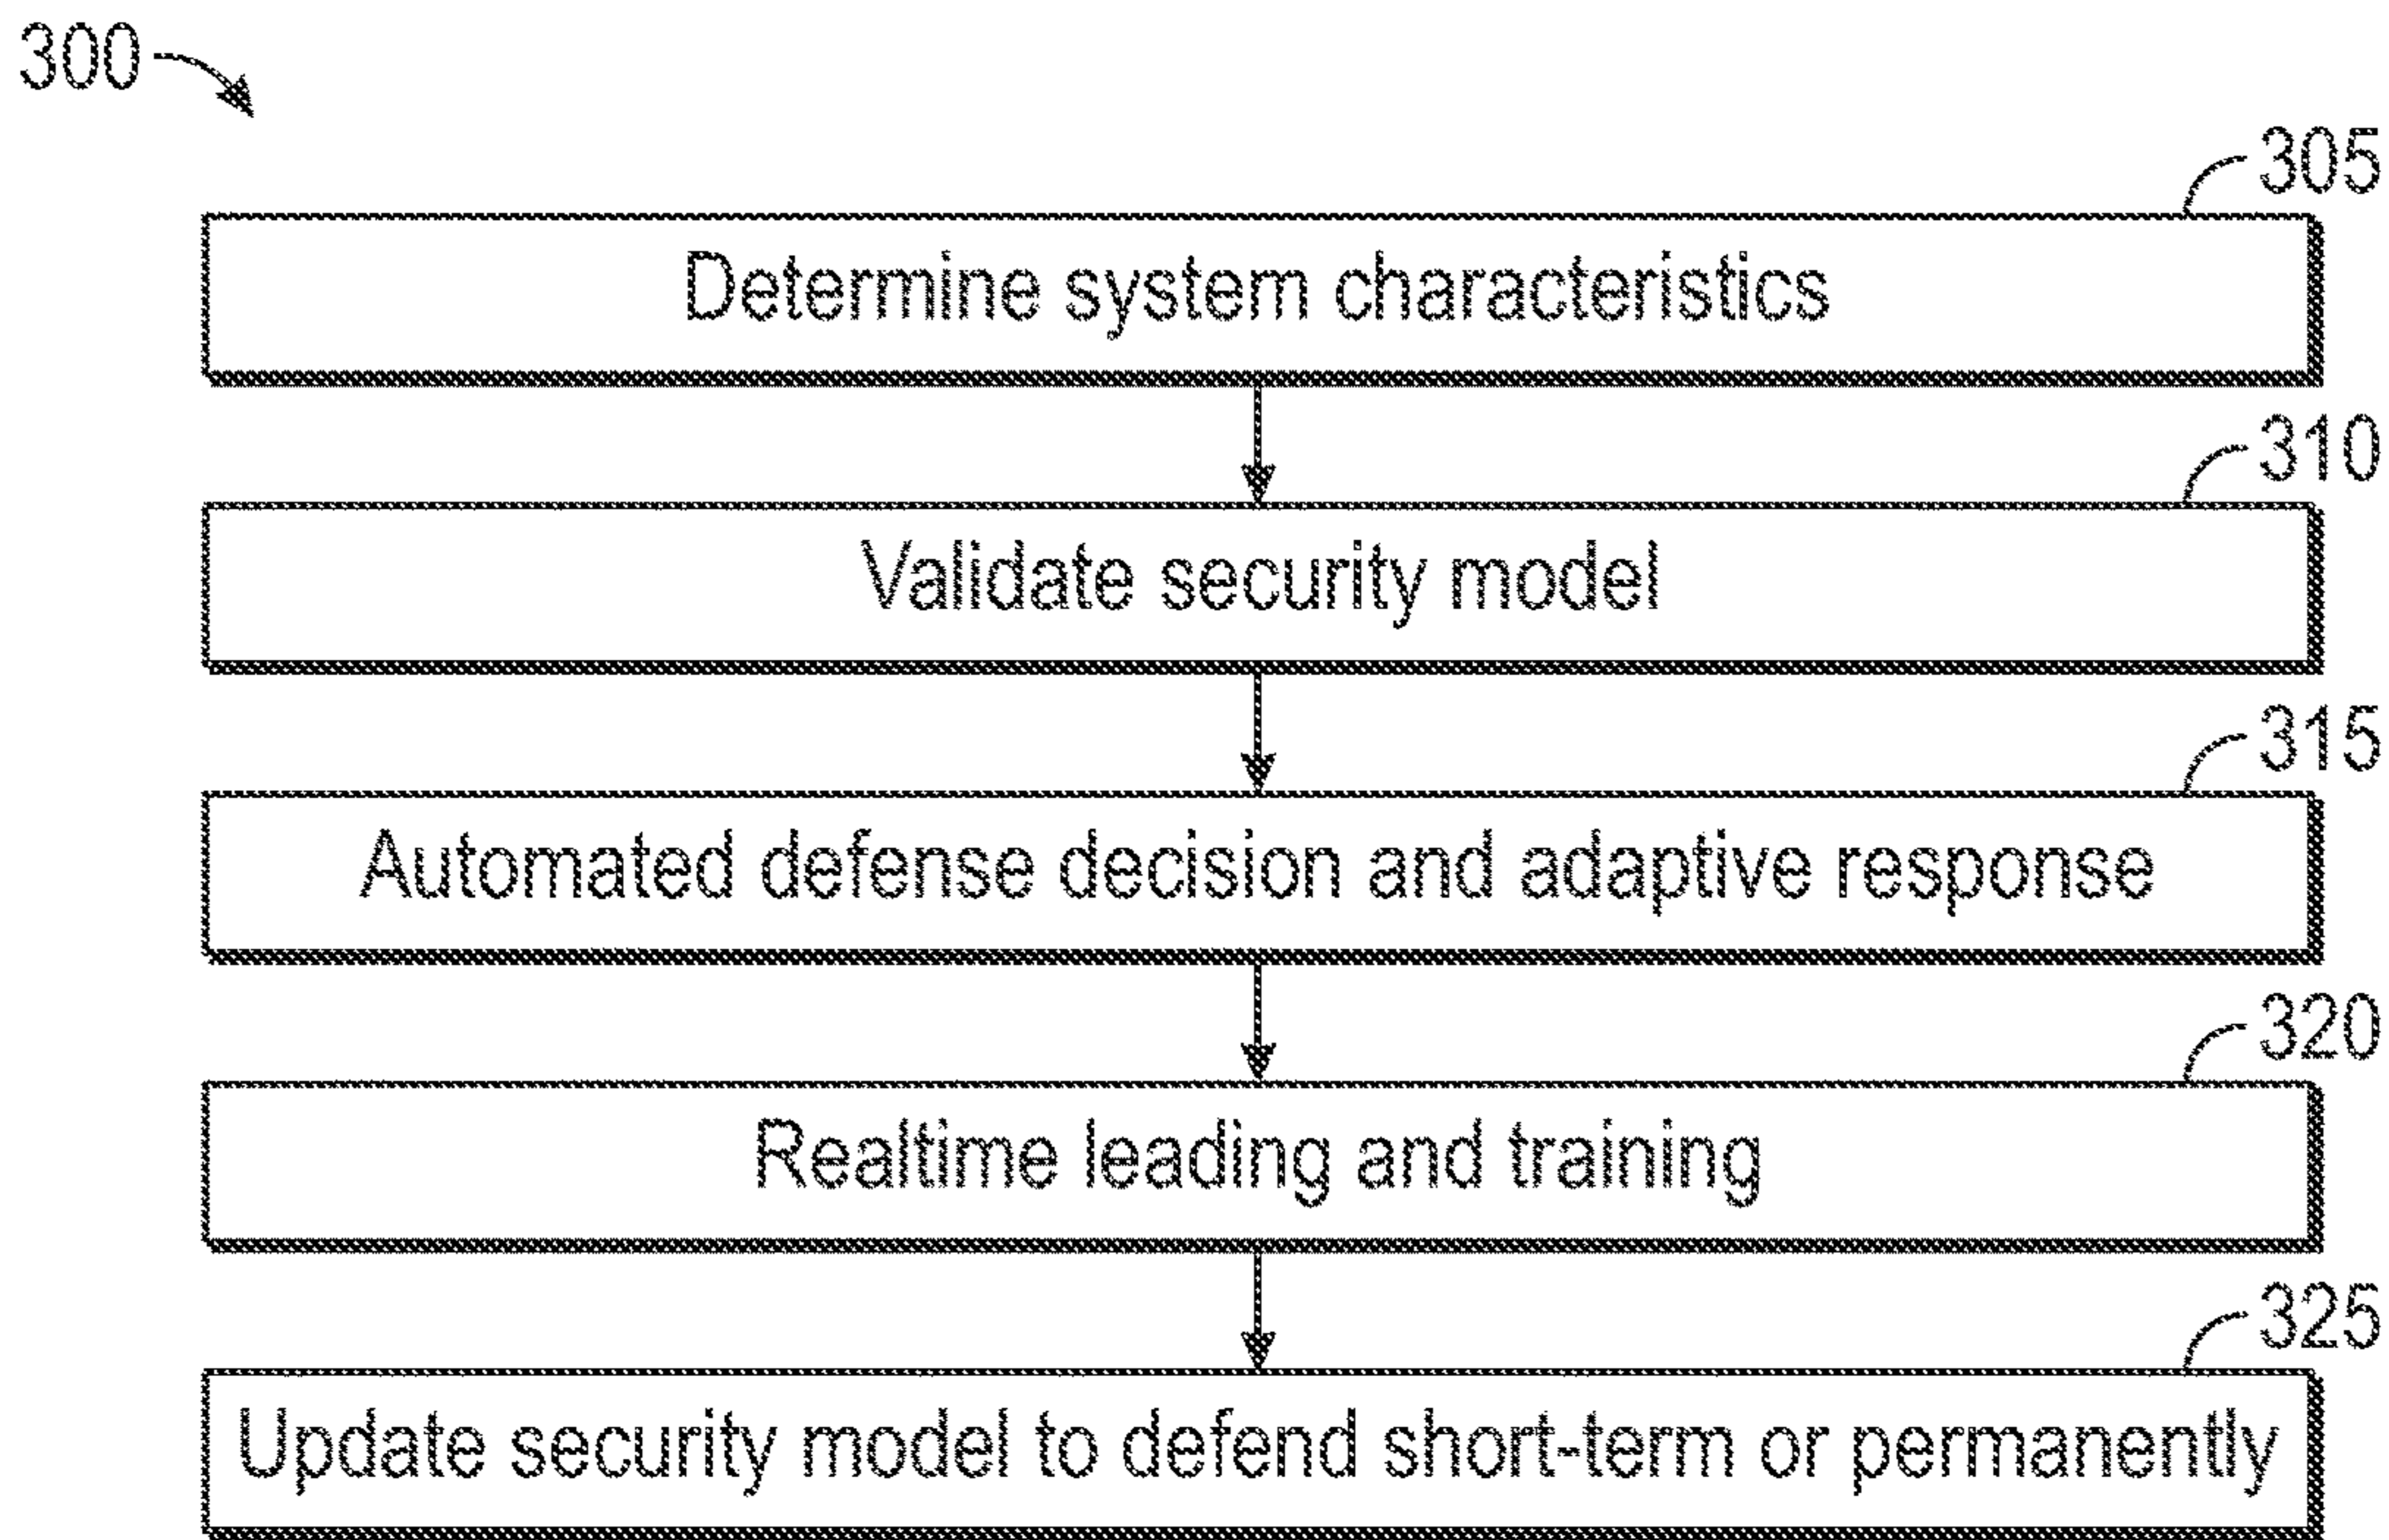 300
305
Determine system characteristics
310
Validate security model
315
Automated defense decision and adaptive response
320
Realtime leading and training
325
Update security model to defend short-term or permanently